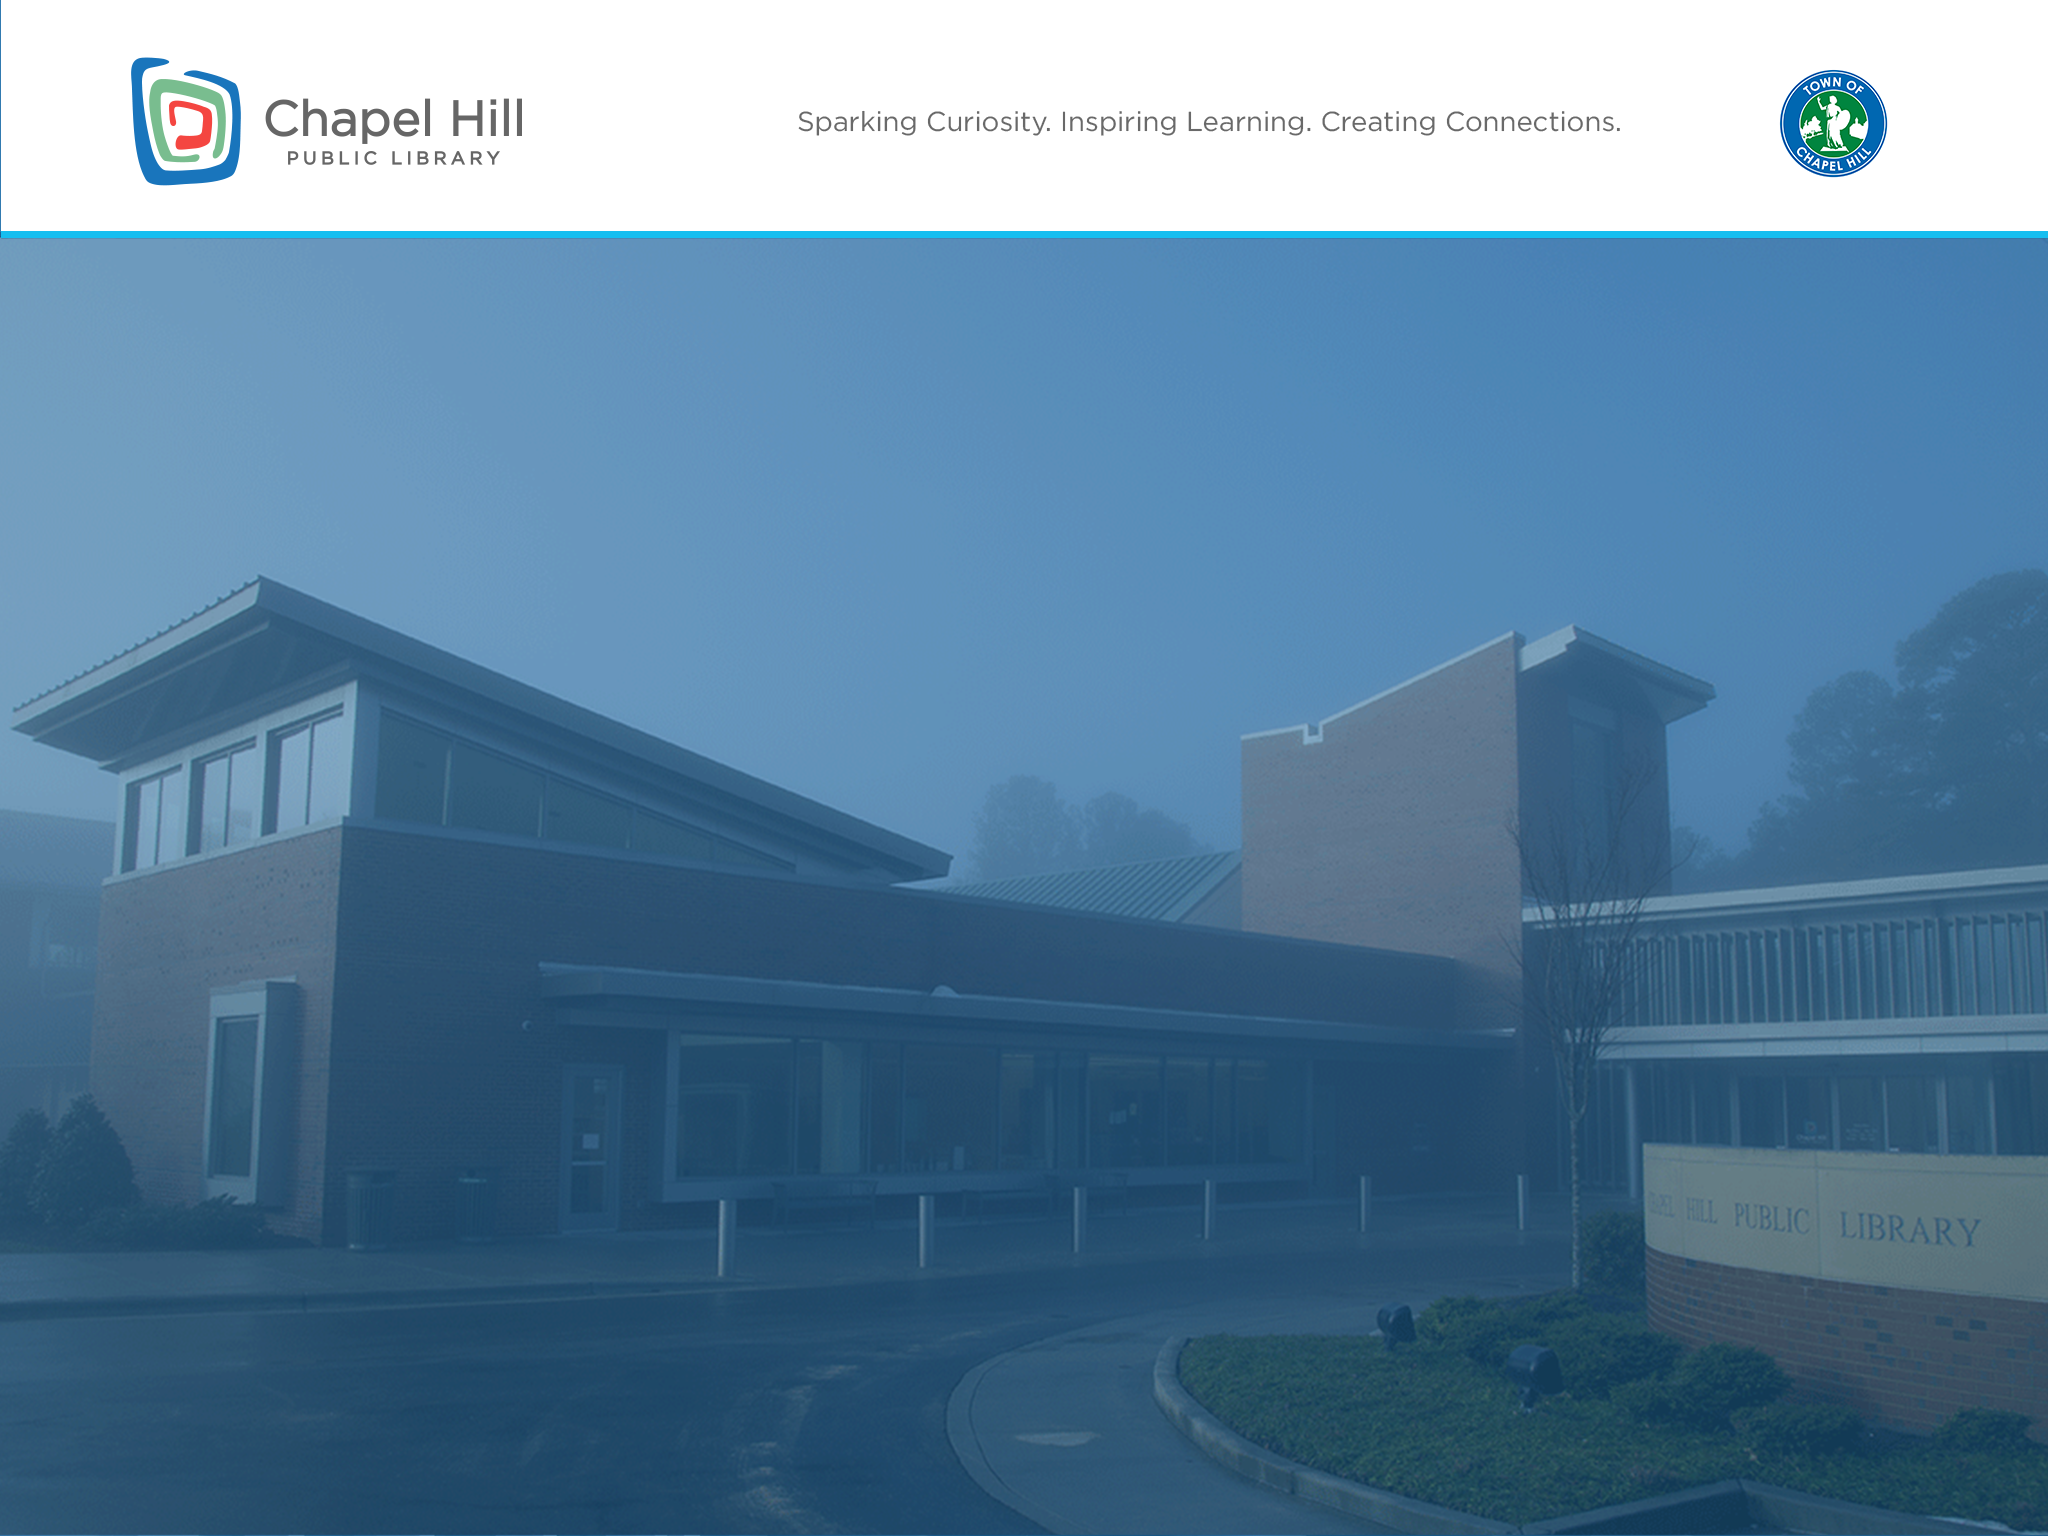 Chapel Hill
PUBLIC LIBRARY
Sparking Curiosity. Inspiring Learning. Creating Connections.
TOWN OF
CHAPEL HILL
HILL PUBLIC LIBRARY